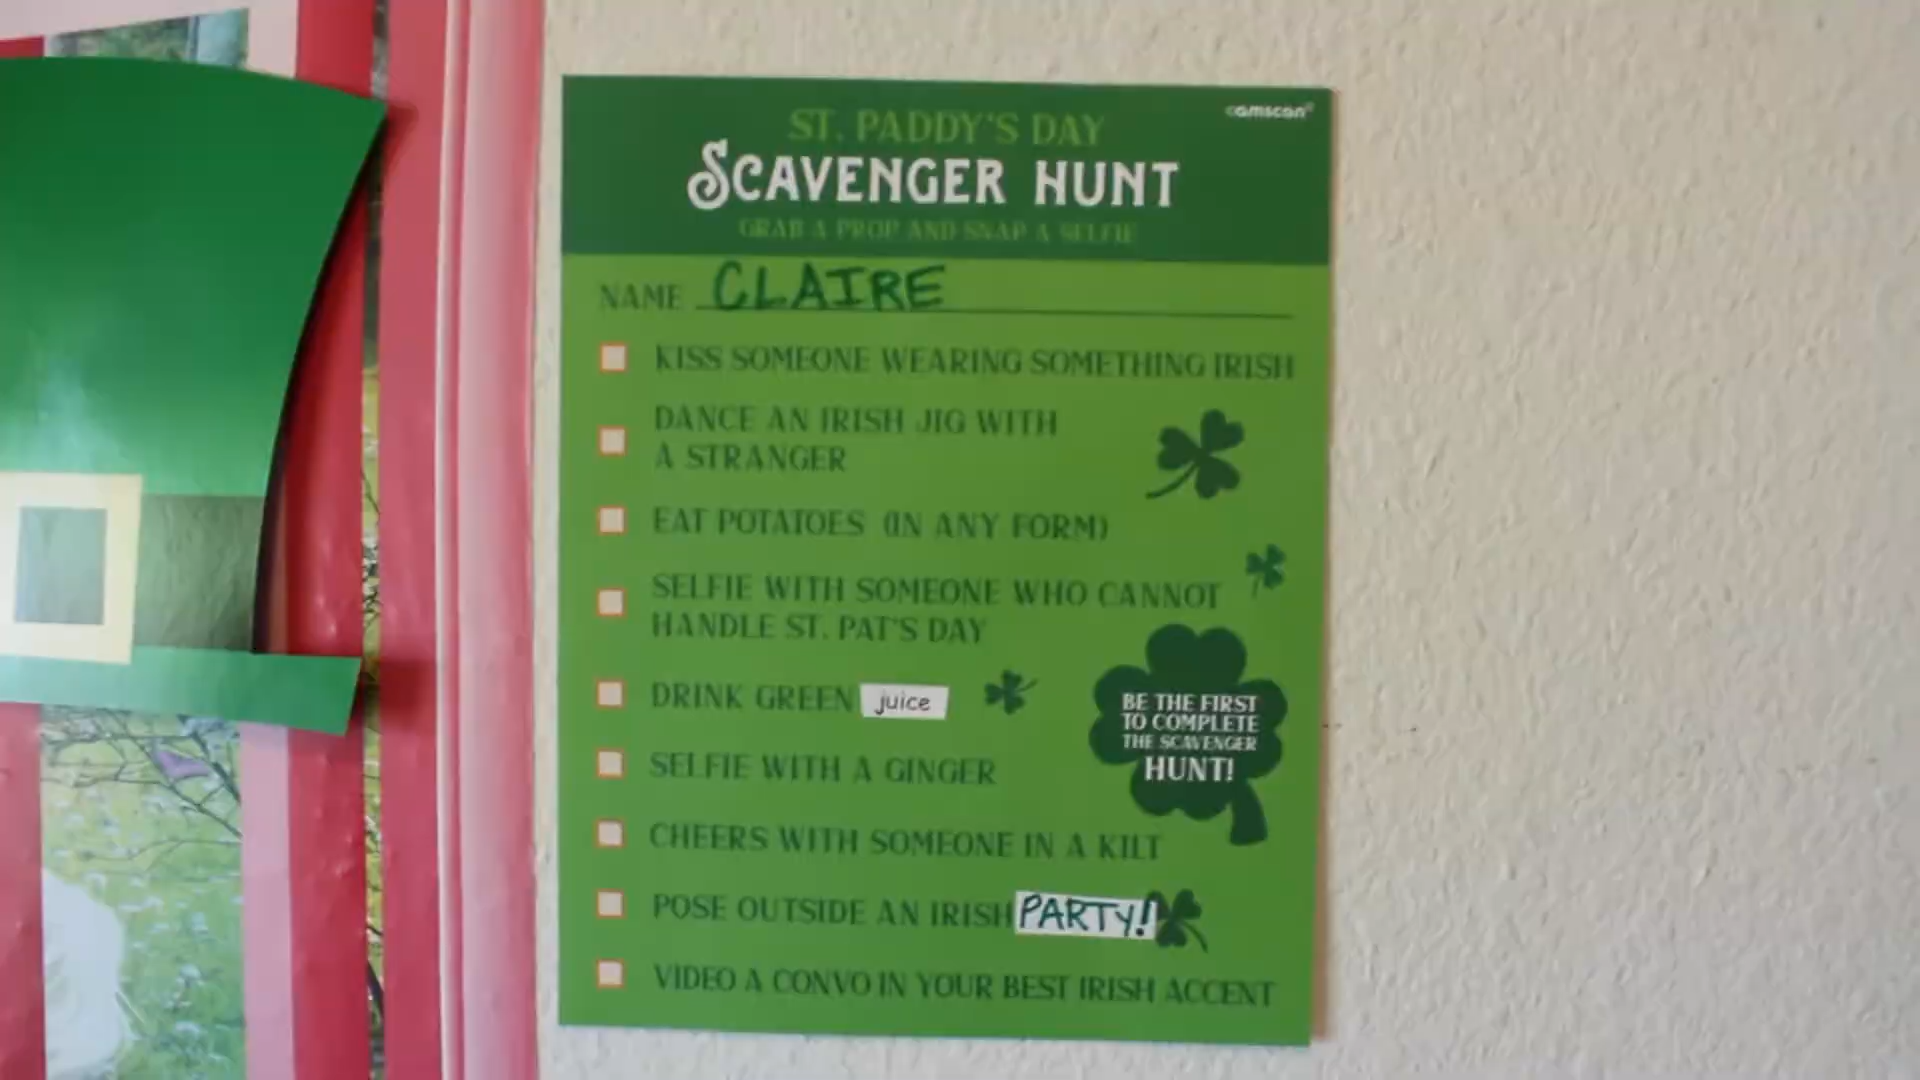 camscan
ST. PADDY'S DAY
SCAVENGER HUNT
GRAB A PROP AND SNAP A SELFIE
NAME CLAIRE
KISS SOMEONE WEARING SOMETHING IRISH
DANCE AN IRISH JIG WITH
A STRANGER
EAT POTATOES (IN ANY FORM)
SELFIE WITH SOMEONE WHO CANNOT
HANDLE ST. PAT'S DAY
DRINK GREEN juice
SELFIE WITH A GINGER
CHEERS WITH SOMEONE IN A KILT
POSE OUTSIDE AN IRISH PARTY!
VIDEO A CONVO IN YOUR BEST IRISH ACCENT
BE THE FIRST
TO COMPLETE
THE SCAVENGER
HUNT!